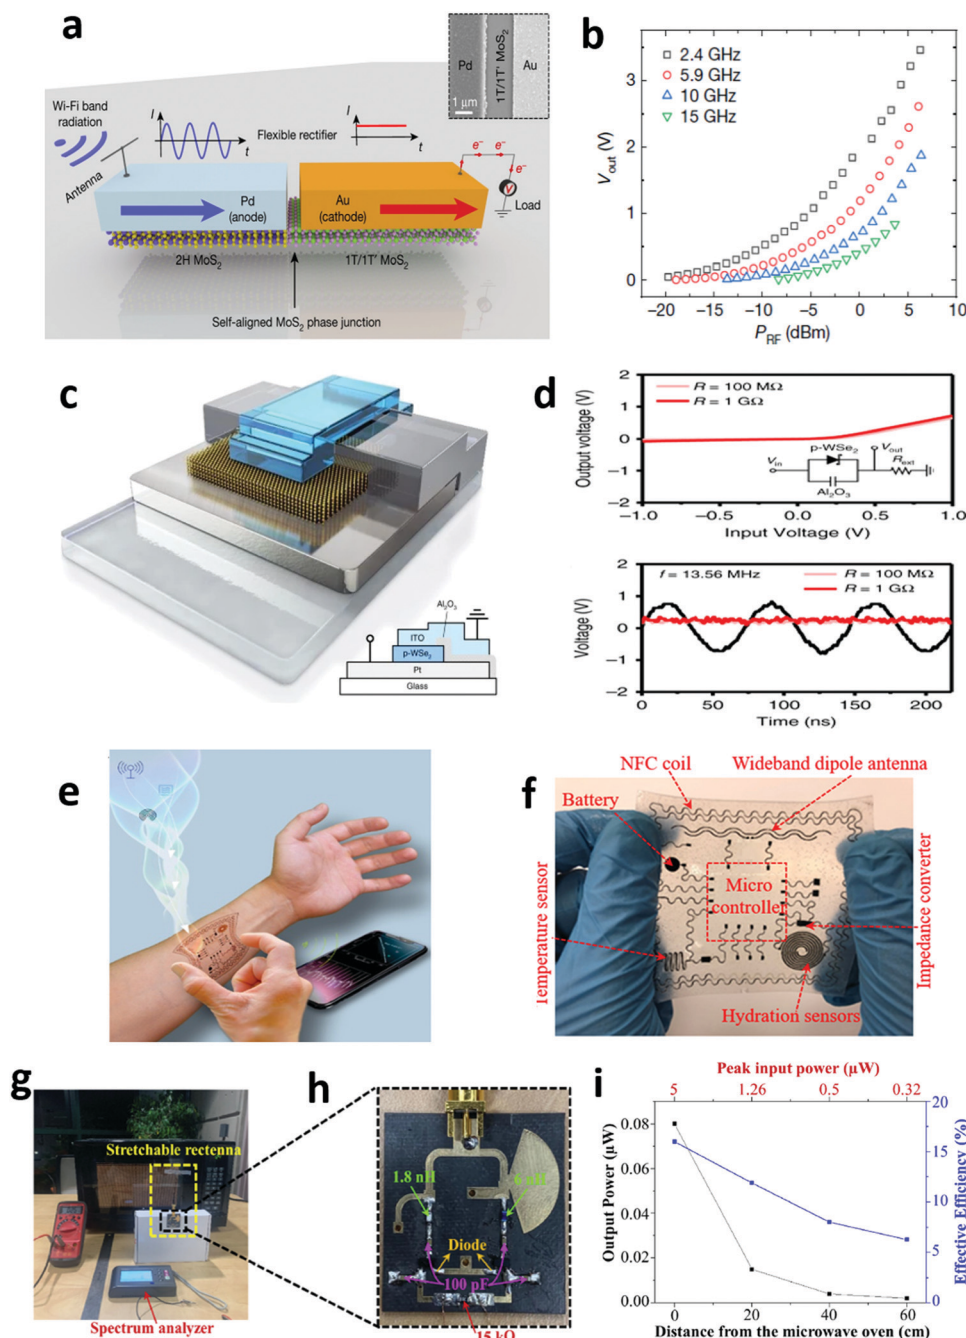 a
Pd
1T/1T' MoS2
Au
1 μm
Wi-Fi band
radiation
I
t
Flexible rectifier
I
t
e−
e−
e−
Antenna
Pd
(anode)
Au
(cathode)
V
Load
2H MoS2
1T/1T' MoS2
Self-aligned MoS2 phase junction
b
2.4 GHz
5.9 GHz
10 GHz
15 GHz
Vout (V)
3
2
1
0
−20
−15
−10
−5
0
5
10
PRF (dBm)
c
Al2O3
ITO
p-WSe2
Pt
Glass
d
R = 100 MΩ
R = 1 GΩ
Output voltage (V)
2
1
0
−1
−2
p-WSe2
Vin
Vout
Rext
Al2O3
−1.0
−0.5
0.0
0.5
1.0
Input Voltage (V)
f = 13.56 MHz
R = 100 MΩ
R = 1 GΩ
Voltage (V)
2
1
0
−1
−2
0
50
100
150
200
Time (ns)
e
f
NFC coil
Wideband dipole antenna
Battery
Temperature sensor
Micro
controller
Impedance converter
Hydration sensors
g
Stretchable rectenna
Spectrum analyzer
h
1.8 nH
6 nH
Diode
100 pF
15 kΩ
i
Peak input power (μW)
5
1.26
0.5
0.32
Output Power (μW)
0.08
0.06
0.04
0.02
0.00
20
15
10
5
0
Effective Efficiency (%)
0
20
40
60
Distance from the microwave oven (cm)